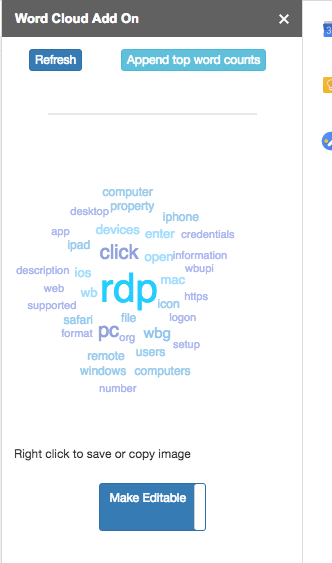 Word Cloud Add On ×
Refresh Append top word counts
computer
desktop property
iphone
app devices enter credentials
ipad click open information
description ios wbupi
web wb rdp mac
supported icon https
safari file logon
format pc org wbg
setup
remote users
windows computers
number
Right click to save or copy image
Make Editable
3